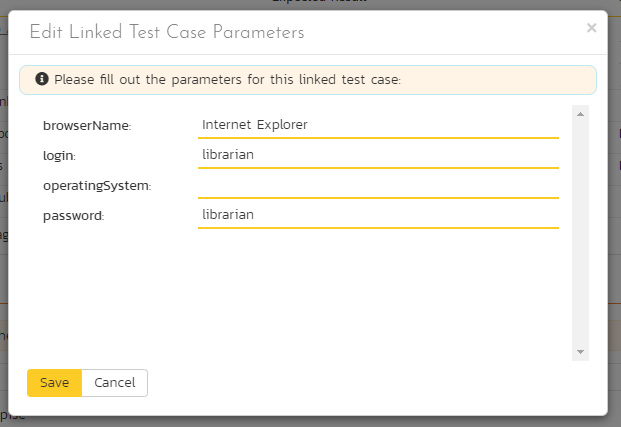 Edit Linked Test Case Parameters
×
Please fill out the parameters for this linked test case:
browserName: Internet Explorer
login: librarian
operatingSystem:
password: librarian
Save Cancel